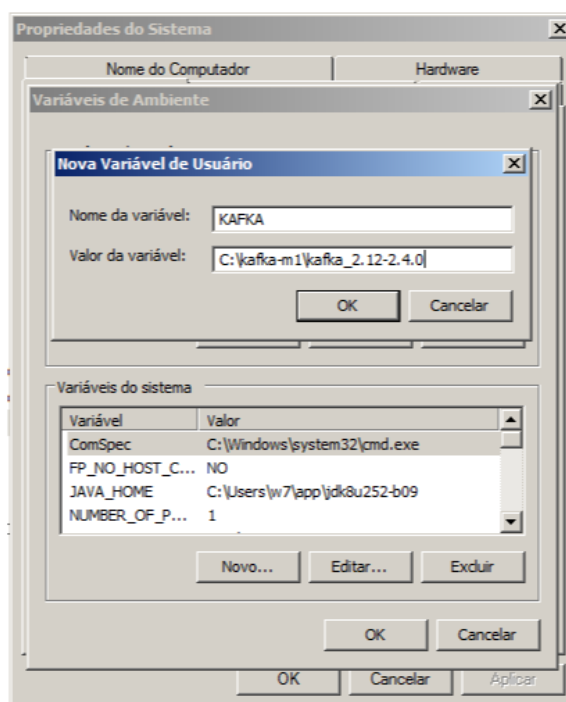 Propriedades do Sistema
Nome do Computador Hardware
Variáveis de Ambiente
Nova Variável de Usuário
Nome da variável: KAFKA
Valor da variável: C:\kafka-m1\kafka_2.12-2.4.0
OK Cancelar
Variáveis do sistema
Variável Valor
ComSpec C:\Windows\system32\cmd.exe
FP_NO_HOST_C... NO
JAVA_HOME C:\Users\w7\app\jdk8u252-b09
NUMBER_OF_P... 1
Novo... Editar... Excluir
OK Cancelar
OK Cancelar Aplicar